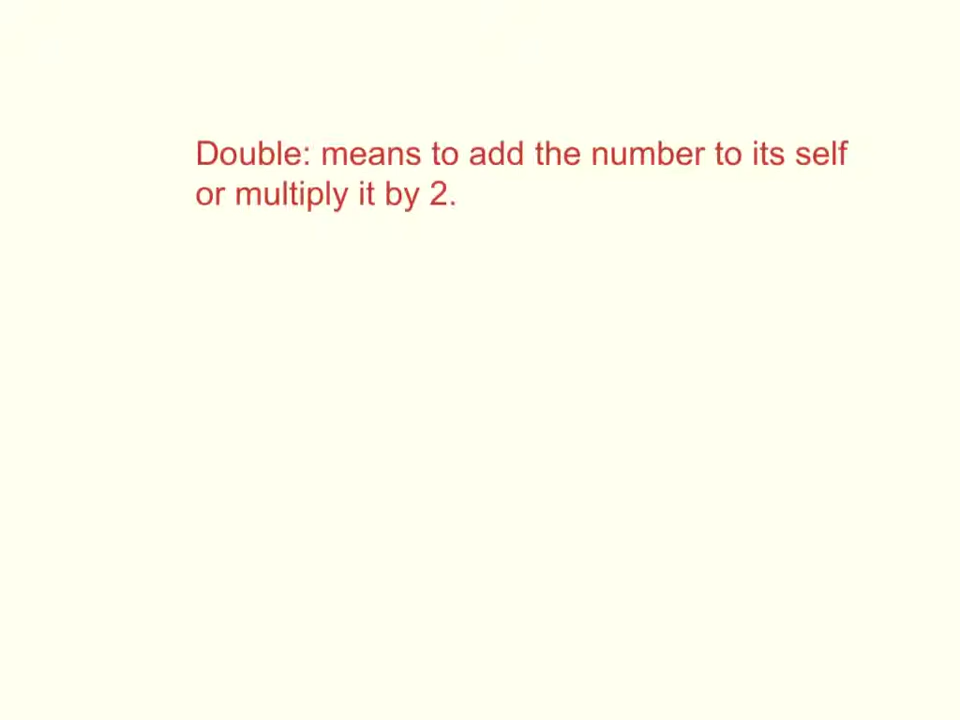 Double: means to add the number to its self
or multiply it by 2.